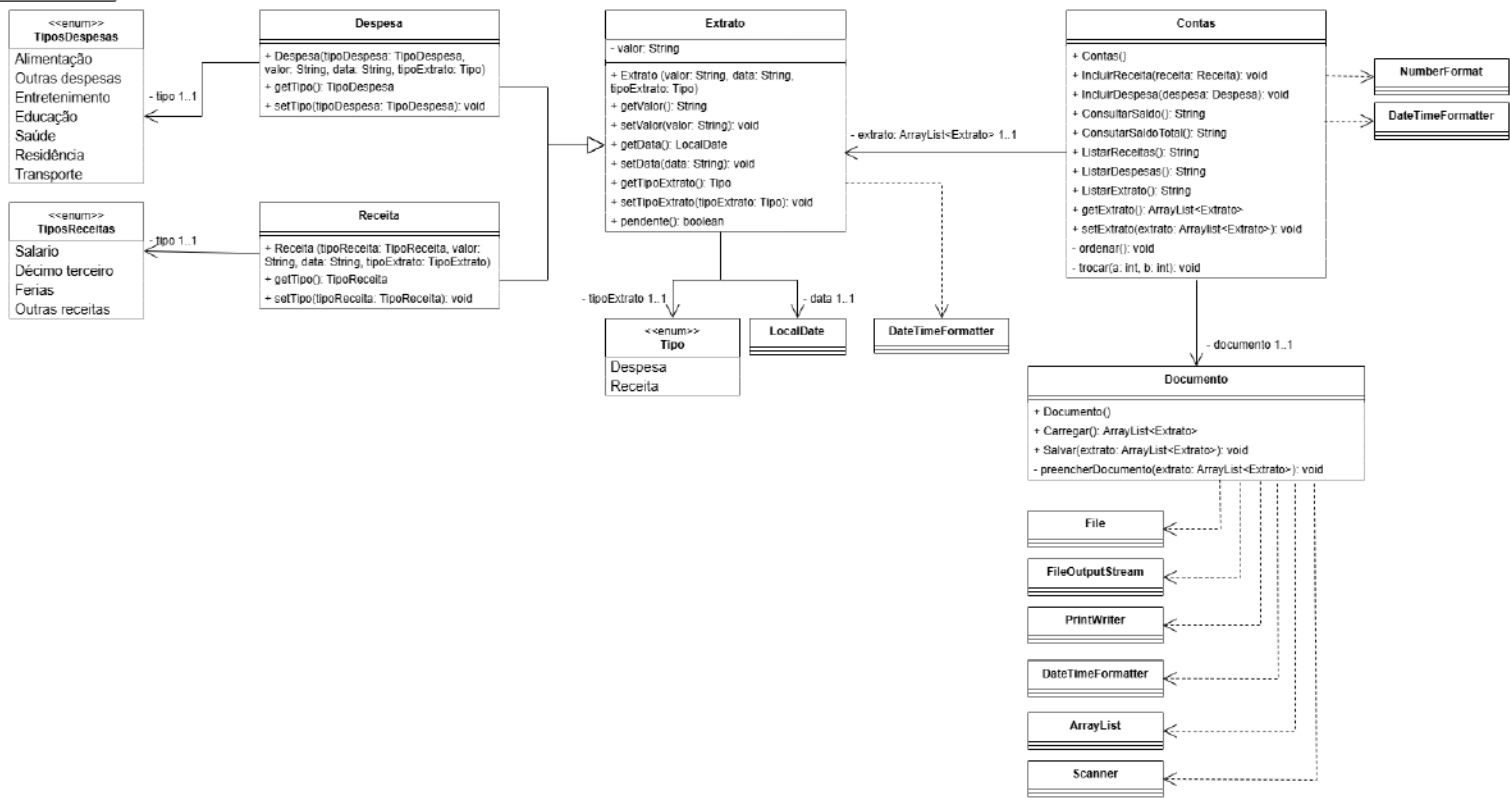 <<enum>>
TiposDespesas
Alimentação
Outras despesas
Entretenimento
Educação
Saúde
Residência
Transporte
- tipo 1..1
Despesa
+ Despesa(tipoDespesa: TipoDespesa,
valor: String, data: String, tipoExtrato: Tipo)
+ getTipo(): TipoDespesa
+ setTipo(tipoDespesa: TipoDespesa): void
<<enum>>
TiposReceitas
Salario
Décimo terceiro
Ferias
Outras receitas
- tipo 1..1
Receita
+ Receita (tipoReceita: TipoReceita, valor:
String, data: String, tipoExtrato: TipoExtrato)
+ getTipo(): TipoReceita
+ setTipo(tipoReceita: TipoReceita): void
Extrato
- valor: String
+ Extrato (valor: String, data: String,
tipoExtrato: Tipo)
+ getValor(): String
+ setValor(valor: String): void
+ getData(): LocalDate
+ setData(data: String): void
+ getTipoExtrato(): Tipo
+ setTipoExtrato(tipoExtrato: Tipo): void
+ pendente(): boolean
- tipoExtrato 1..1
- data 1..1
<<enum>>
Tipo
Despesa
Receita
LocalDate
DateTimeFormatter
- extrato: ArrayList<Extrato> 1..1
Contas
+ Contas()
+ IncluirReceita(receita: Receita): void
+ IncluirDespesa(despesa: Despesa): void
+ ConsultarSaldo(): String
+ ConsutarSaldoTotal(): String
+ ListarReceitas(): String
+ ListarDespesas(): String
+ ListarExtrato(): String
+ getExtrato(): ArrayList<Extrato>
+ setExtrato(extrato: Arraylist<Extrato>): void
- ordenar(): void
- trocar(a: int, b: int): void
NumberFormat
DateTimeFormatter
- documento 1..1
Documento
+ Documento()
+ Carregar(): ArrayList<Extrato>
+ Salvar(extrato: ArrayList<Extrato>): void
- preencherDocumento(extrato: ArrayList<Extrato>): void
File
FileOutputStream
PrintWriter
DateTimeFormatter
ArrayList
Scanner